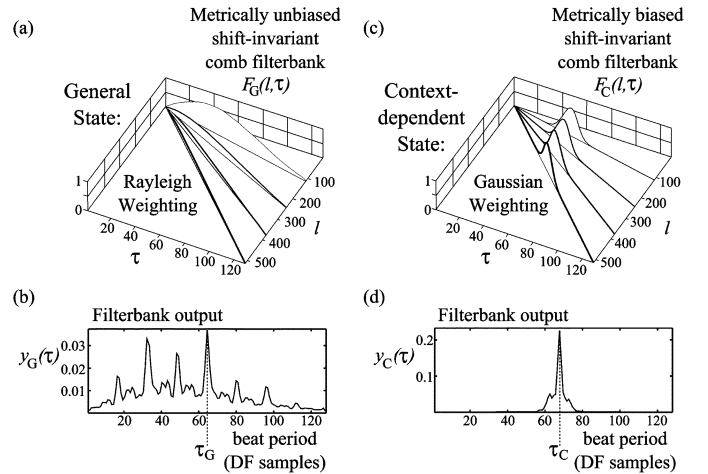 (a)
Metrically unbiased
shift-invariant
comb filterbank
F_G(l,τ)
General
State:
Rayleigh
Weighting
1
0
20
40
60
80
100
120
τ
100
200
300
400
500
l
(c)
Metrically biased
shift-invariant
comb filterbank
F_C(l,τ)
Context-
dependent
State:
Gaussian
Weighting
1
0
20
40
60
80
100
120
τ
100
200
300
400
500
l
(b)
Filterbank output
y_G(τ)
0.03
0.02
0.01
20 40 60 80 100 120
τ_G
beat period
(DF samples)
(d)
Filterbank output
y_C(τ)
0.2
0.1
20 40 60 80 100 120
τ_C
beat period
(DF samples)